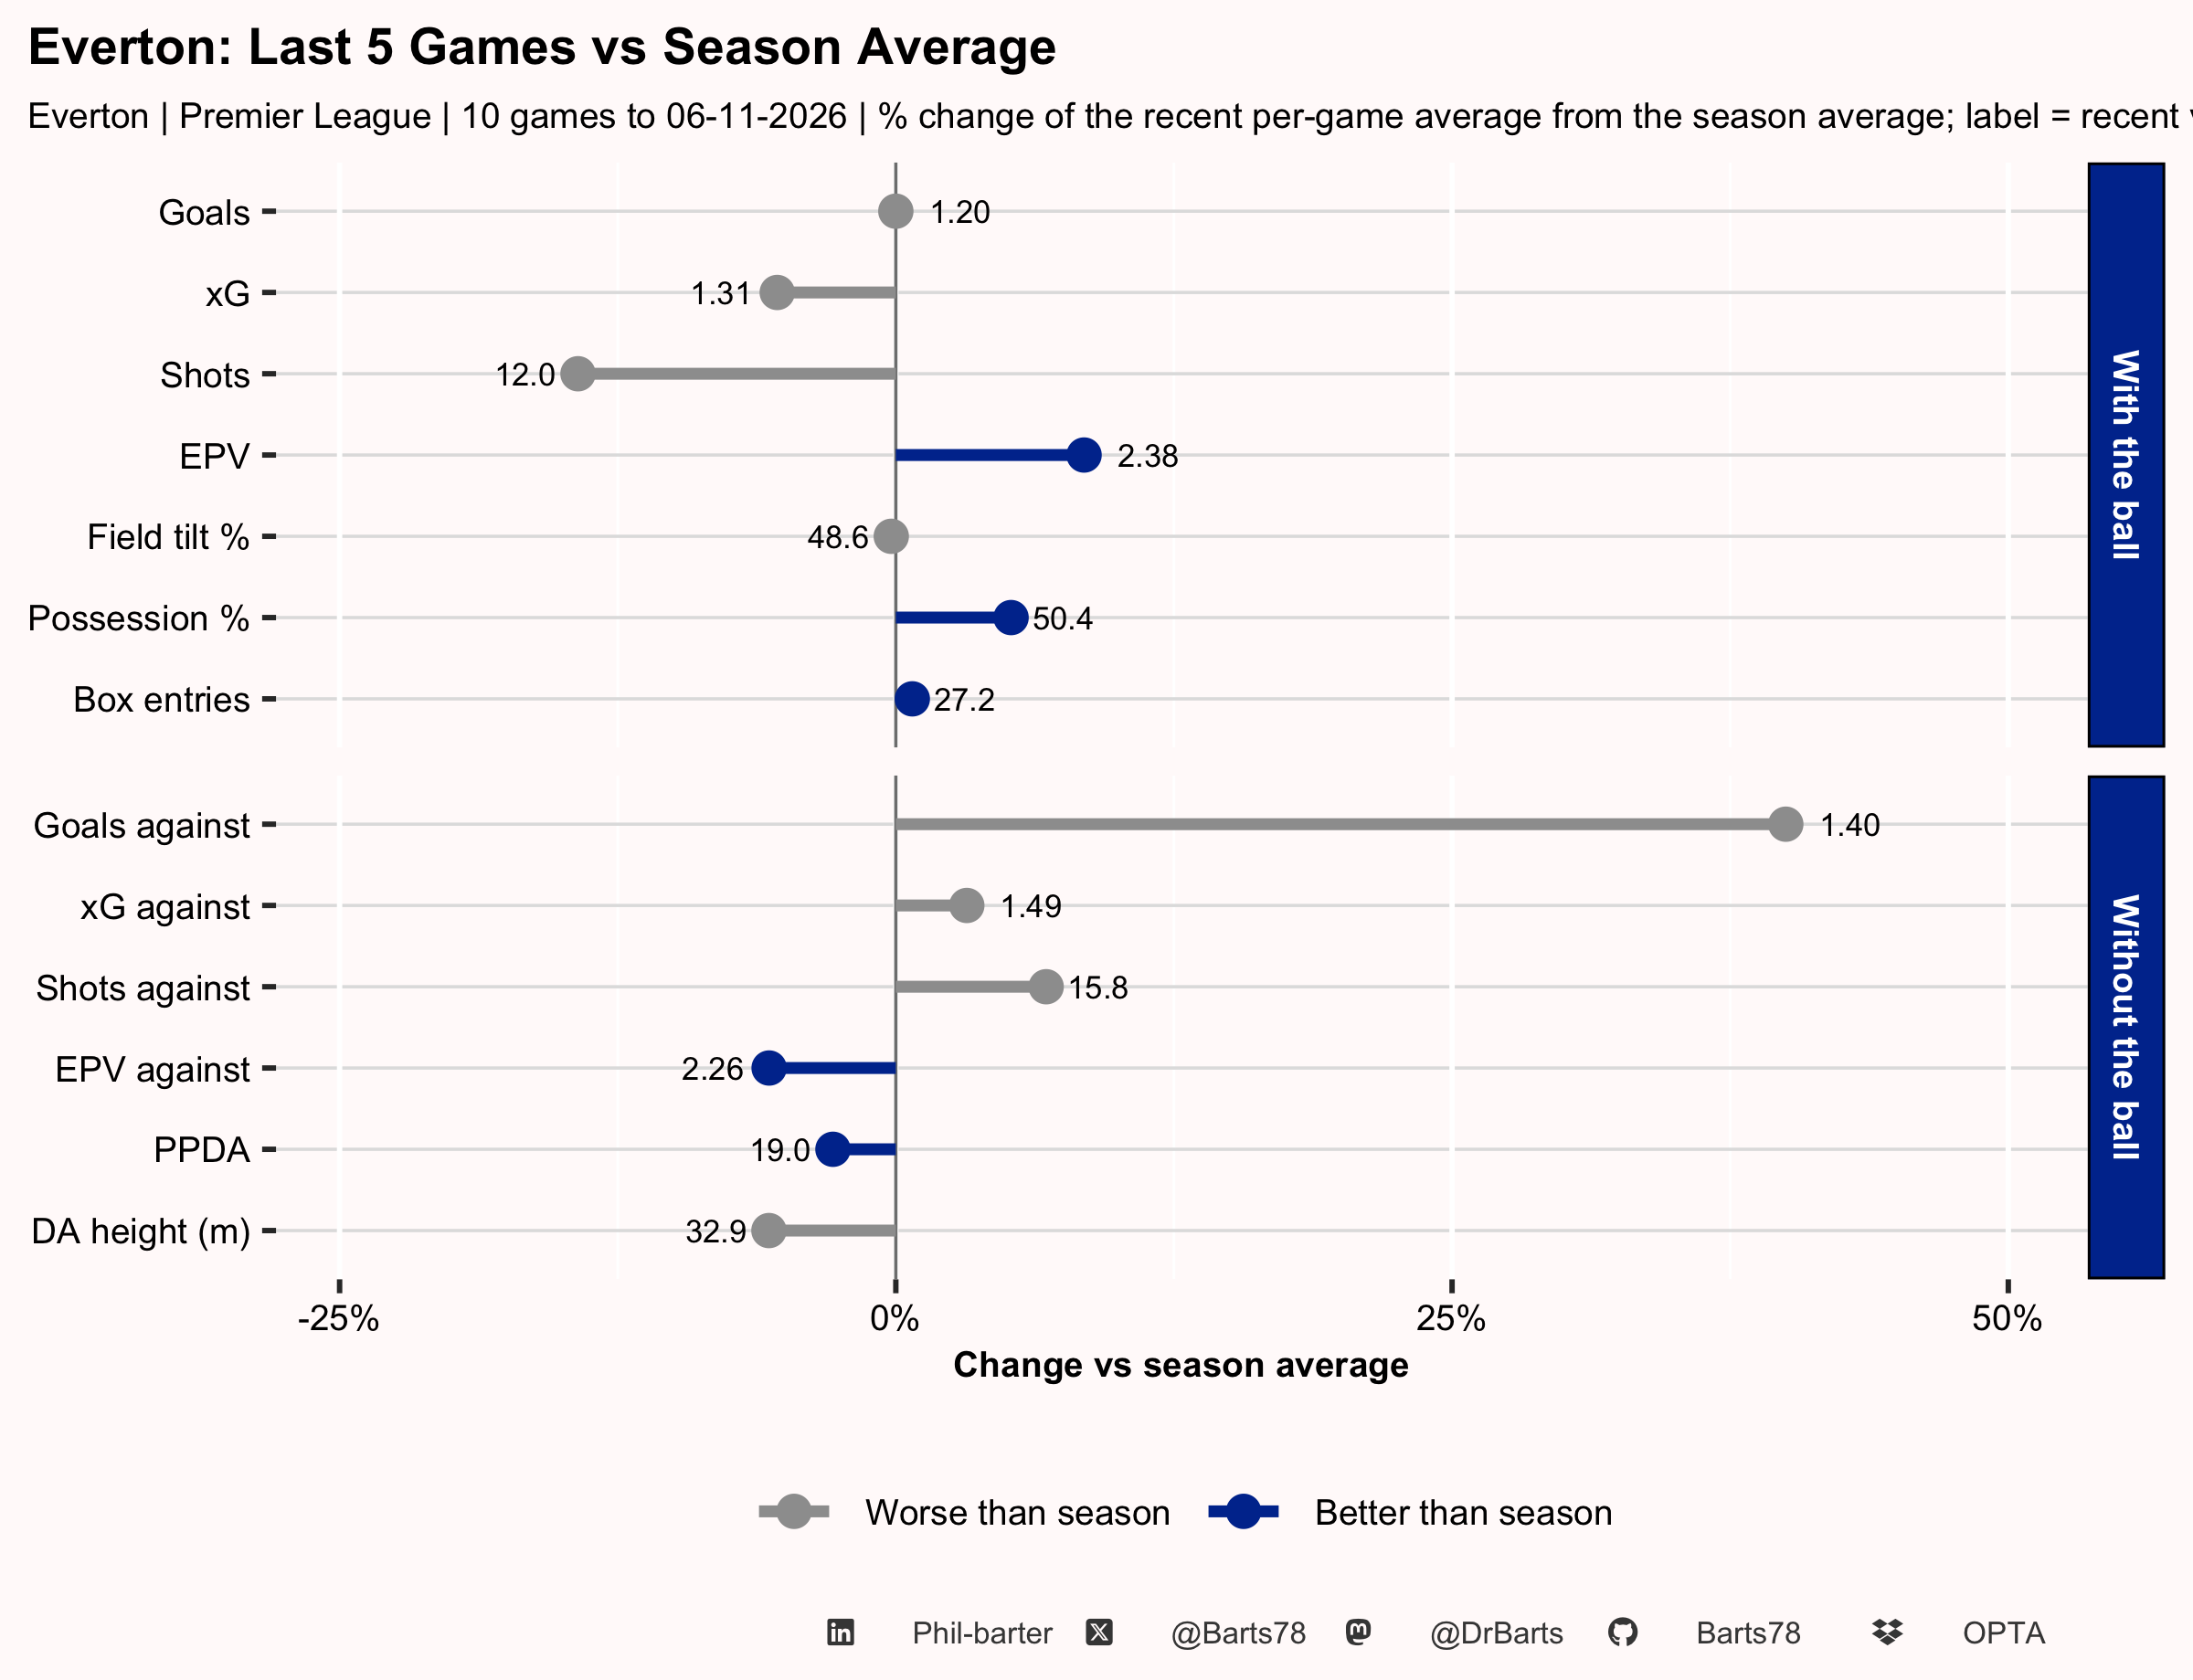 Everton: Last 5 Games vs Season Average
Everton | Premier League | 10 games to 06-11-2026 | % change of the recent per-game average from the season average; label = recent
Goals 1.20
xG 1.31
Shots 12.0
EPV 2.38
Field tilt % 48.6
Possession % 50.4
Box entries 27.2
With the ball
Goals against 1.40
xG against 1.49
Shots against 15.8
EPV against 2.26
PPDA 19.0
DA height (m) 32.9
Without the ball
-25% 0% 25% 50%
Change vs season average
Worse than season Better than season
Phil-barter @Barts78 @DrBarts Barts78 OPTA